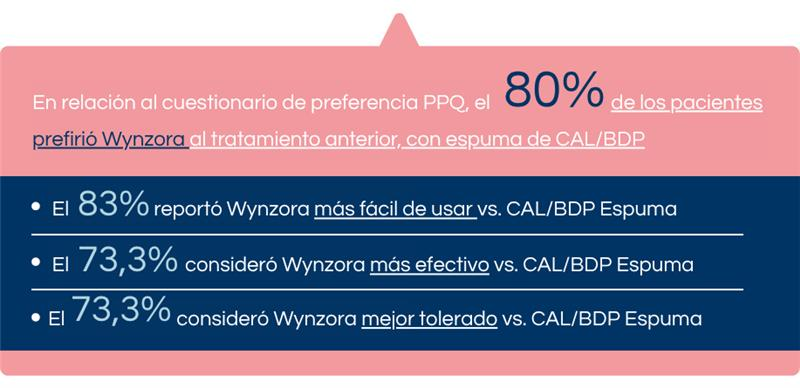 En relación al cuestionario de preferencia PPQ, el 80% de los pacientes
prefirió Wynzora al tratamiento anterior, con espuma de CAL/BDP
• El 83% reportó Wynzora más fácil de usar vs. CAL/BDP Espuma
• El 73,3% consideró Wynzora más efectivo vs. CAL/BDP Espuma
• El 73,3% consideró Wynzora mejor tolerado vs. CAL/BDP Espuma